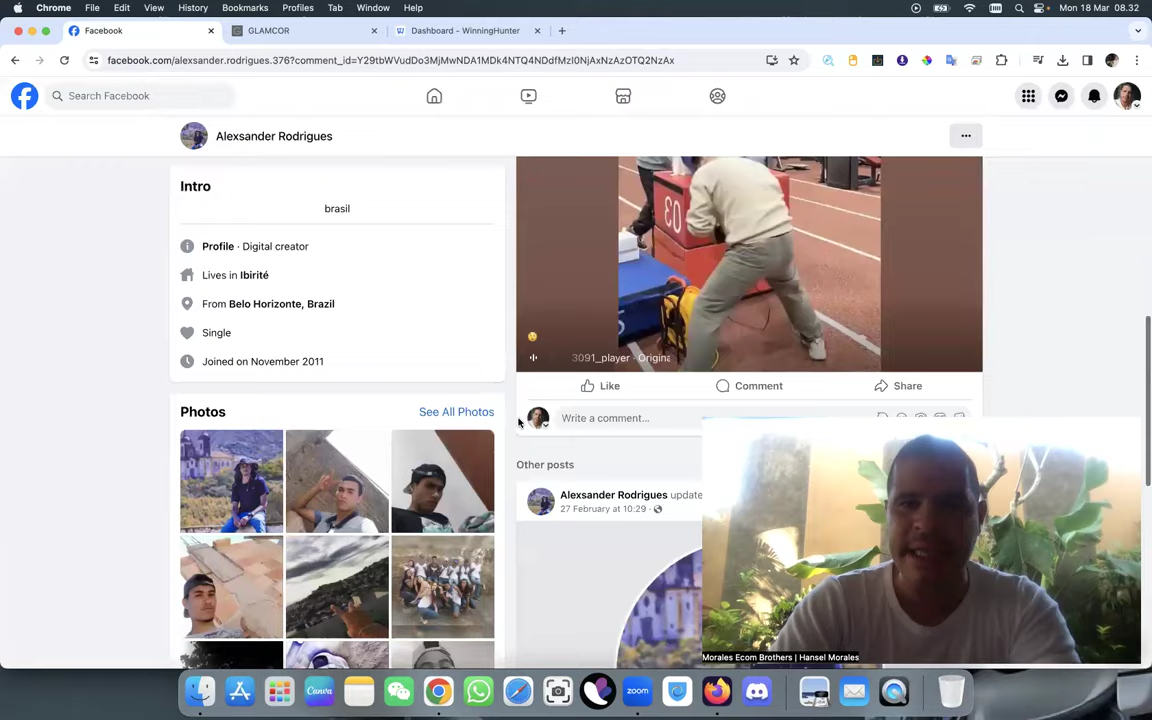 Chrome File Edit View History Bookmarks Profiles Tab Window Help Mon 18 Mar 08.32
Facebook GLAMCOR Dashboard - WinningHunter
facebook.com/alexsander.rodrigues.376?comment_id=Y29tbWVudDo3MjMwNDA1MDk4NTQ4NDdfMzI0NjAxNzAzOTQ2NzAx
Search Facebook
Alexsander Rodrigues
Intro
brasil
Profile · Digital creator
Lives in Ibirité
From Belo Horizonte, Brazil
Single
Joined on November 2011
Photos See All Photos
03
3091_player · Origina
Like Comment Share
Write a comment...
Other posts
Alexsander Rodrigues update
27 February at 10:29 ·
Morales Ecom Brothers | Hansel Morales
Canva
zoom